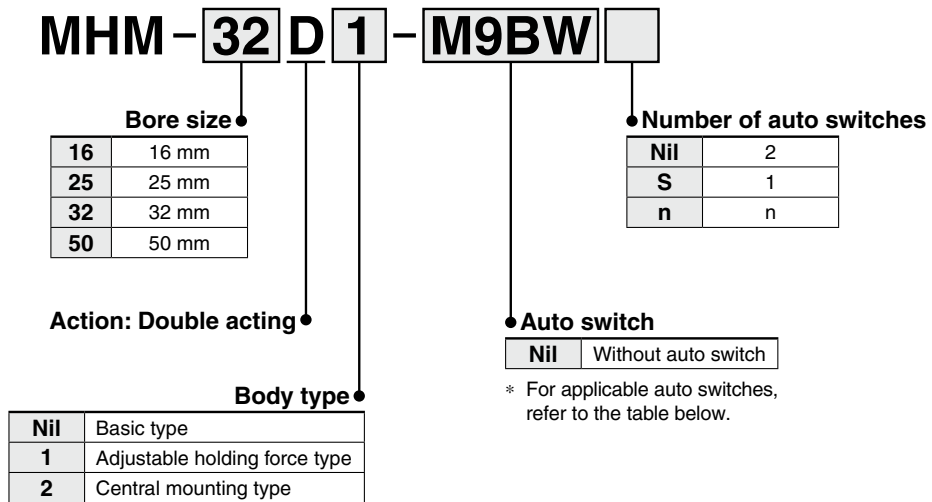 MHM-32D1-M9BW
Bore size
16 16 mm
25 25 mm
32 32 mm
50 50 mm
Number of auto switches
Nil 2
S 1
n n
Action: Double acting
Auto switch
Nil Without auto switch
* For applicable auto switches,
refer to the table below.
Body type
Nil Basic type
1 Adjustable holding force type
2 Central mounting type